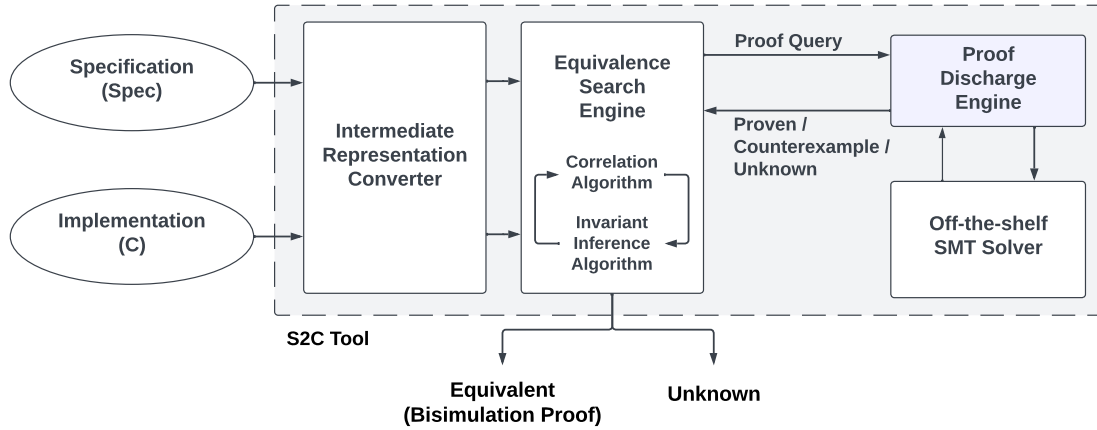 Specification
(Spec)
Implementation
(C)
Intermediate
Representation
Converter
Equivalence
Search
Engine
Correlation
Algorithm
Invariant
Inference
Algorithm
Proof Query
Proven /
Counterexample /
Unknown
Proof
Discharge
Engine
Off-the-shelf
SMT Solver
S2C Tool
Equivalent
(Bisimulation Proof)
Unknown